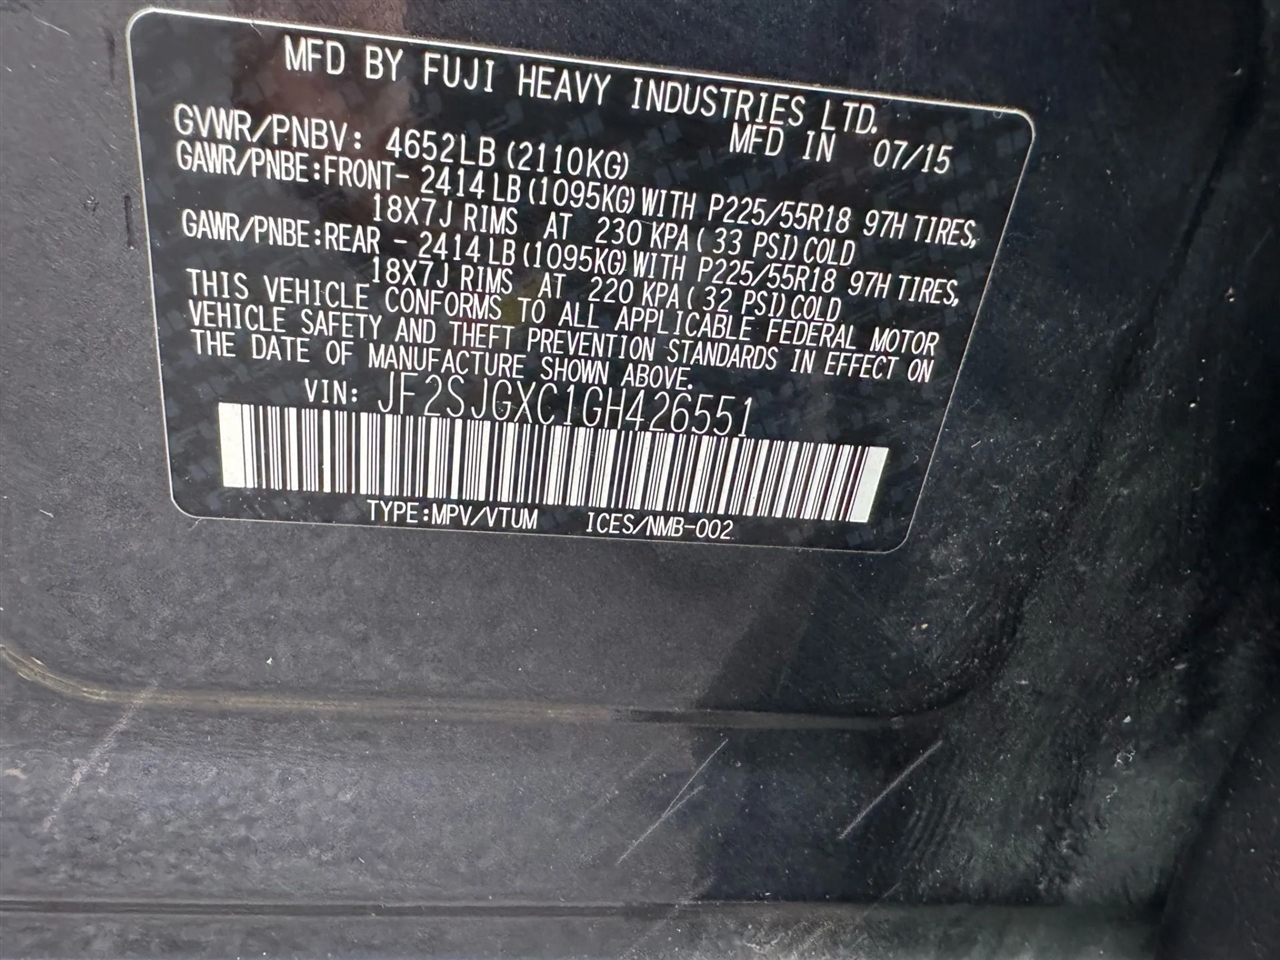 MFD BY FUJI HEAVY INDUSTRIES LTD.
MFD IN 07/15
GVWR/PNBV: 4652LB (2110KG)
GAWR/PNBE:FRONT- 2414LB (1095KG) WITH P225/55R18 97H TIRES,
18X7J RIMS AT 230 KPA ( 33 PSI) COLD
GAWR/PNBE:REAR - 2414LB (1095KG) WITH P225/55R18 97H TIRES,
18X7J RIMS AT 220 KPA ( 32 PSI) COLD
THIS VEHICLE CONFORMS TO ALL APPLICABLE FEDERAL MOTOR
VEHICLE SAFETY AND THEFT PREVENTION STANDARDS IN EFFECT ON
THE DATE OF MANUFACTURE SHOWN ABOVE.
VIN: JF2SJGXC1GH426551
TYPE:MPV/VTUM ICES/NMB-002